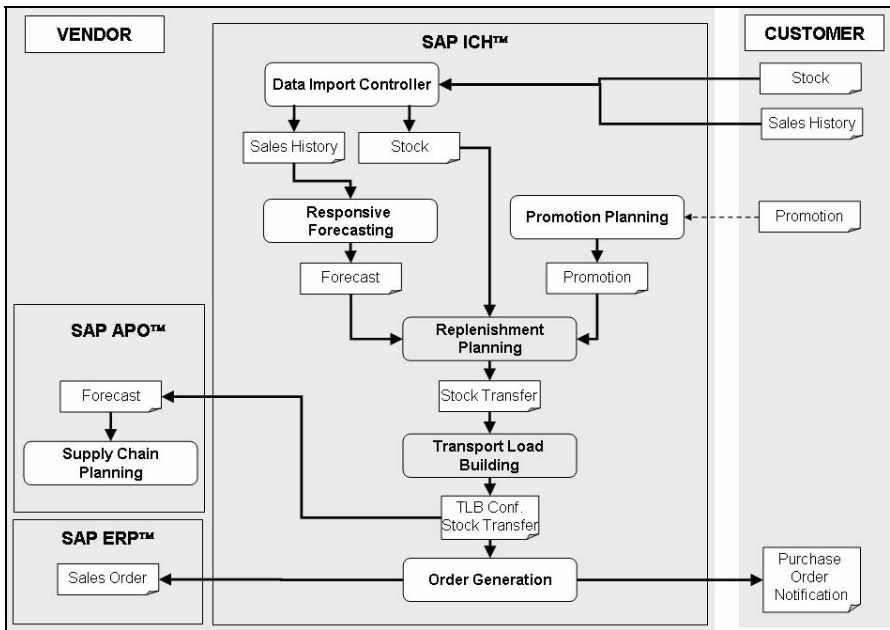 VENDOR
SAP ICH™
CUSTOMER
Data Import Controller
Stock
Sales History
Sales History
Stock
Responsive
Forecasting
Promotion Planning
Promotion
Forecast
Promotion
SAP APO™
Replenishment
Planning
Forecast
Stock Transfer
Supply Chain
Planning
Transport Load
Building
TLB Conf.
Stock Transfer
SAP ERP™
Sales Order
Order Generation
Purchase
Order
Notification